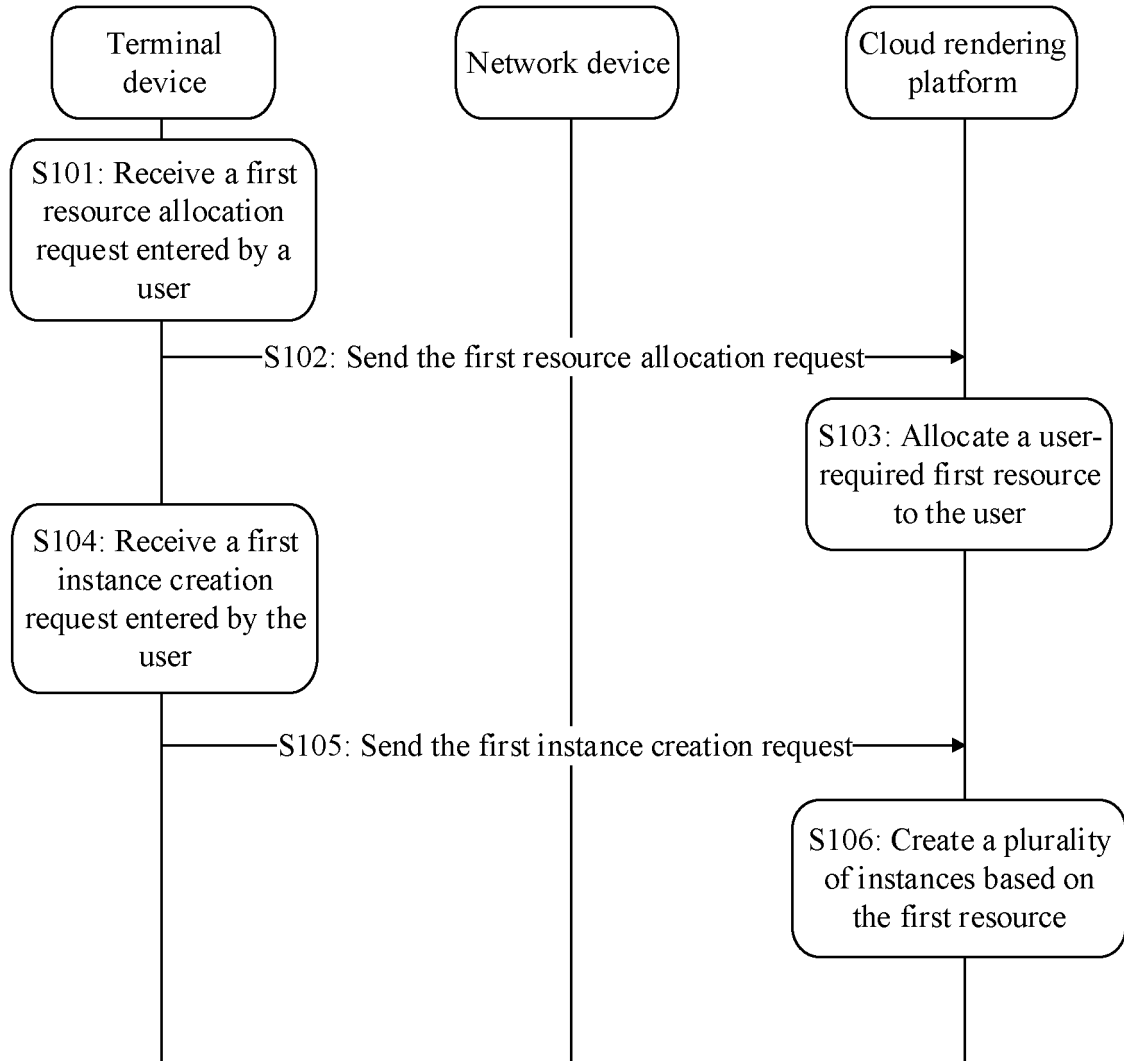 Terminal
device
Network device
Cloud rendering
platform
S101: Receive a first
resource allocation
request entered by a
user
S102: Send the first resource allocation request
S103: Allocate a user-
required first resource
to the user
S104: Receive a first
instance creation
request entered by the
user
S105: Send the first instance creation request
S106: Create a plurality
of instances based on
the first resource